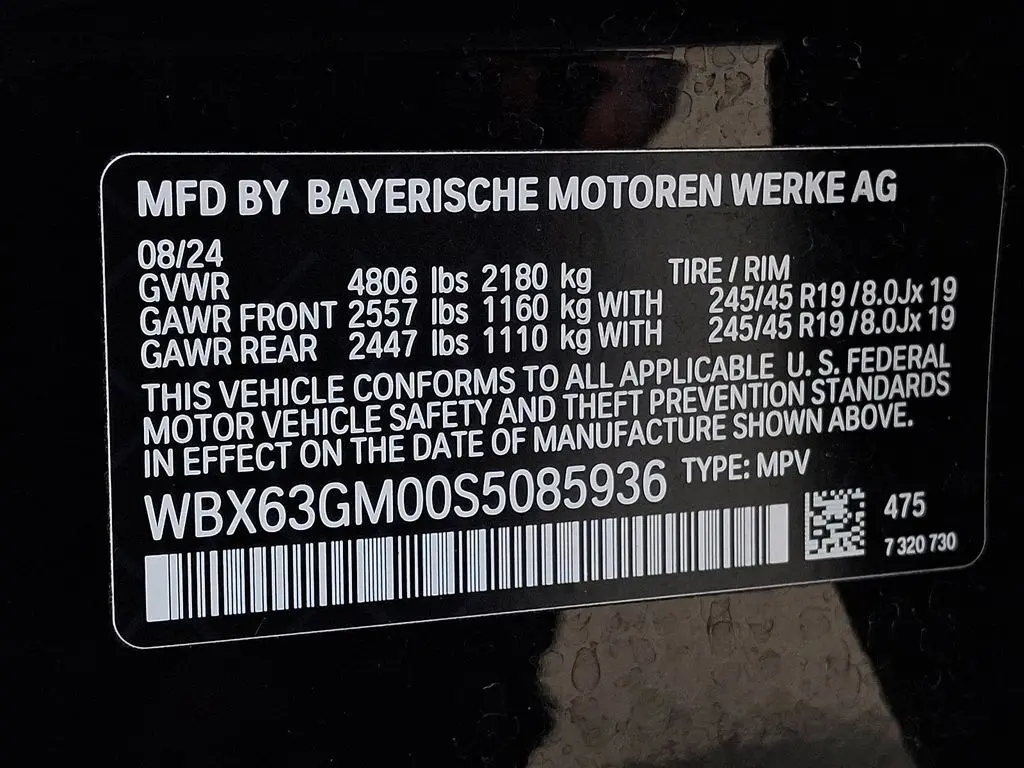 MFD BY BAYERISCHE MOTOREN WERKE AG
08/24
GVWR 4806 lbs 2180 kg TIRE / RIM
GAWR FRONT 2557 lbs 1160 kg WITH 245/45 R19 / 8.0Jx 19
GAWR REAR 2447 lbs 1110 kg WITH 245/45 R19 / 8.0Jx 19
THIS VEHICLE CONFORMS TO ALL APPLICABLE U. S. FEDERAL
MOTOR VEHICLE SAFETY AND THEFT PREVENTION STANDARDS
IN EFFECT ON THE DATE OF MANUFACTURE SHOWN ABOVE.
WBX63GM00S5085936 TYPE: MPV
475
7 320 730